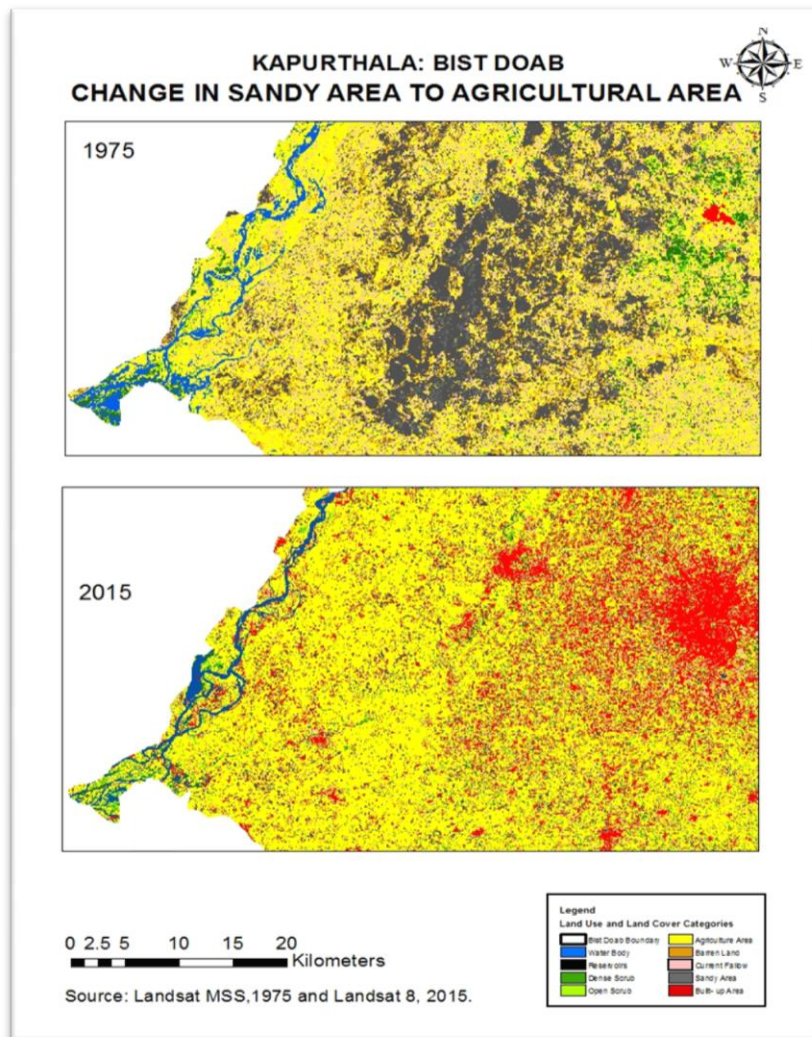 KAPURTHALA: BIST DOAB
CHANGE IN SANDY AREA TO AGRICULTURAL AREA
N
W
E
S
1975
2015
0 2.5 5 10 15 20
Kilometers
Source: Landsat MSS,1975 and Landsat 8, 2015.
Legend
Land Use and Land Cover Categories
Bist Doab Boundary
Water Body
Reservoirs
Dense Scrub
Open Scrub
Agriculture Area
Barren Land
Current Fallow
Sandy Area
Built- up Area